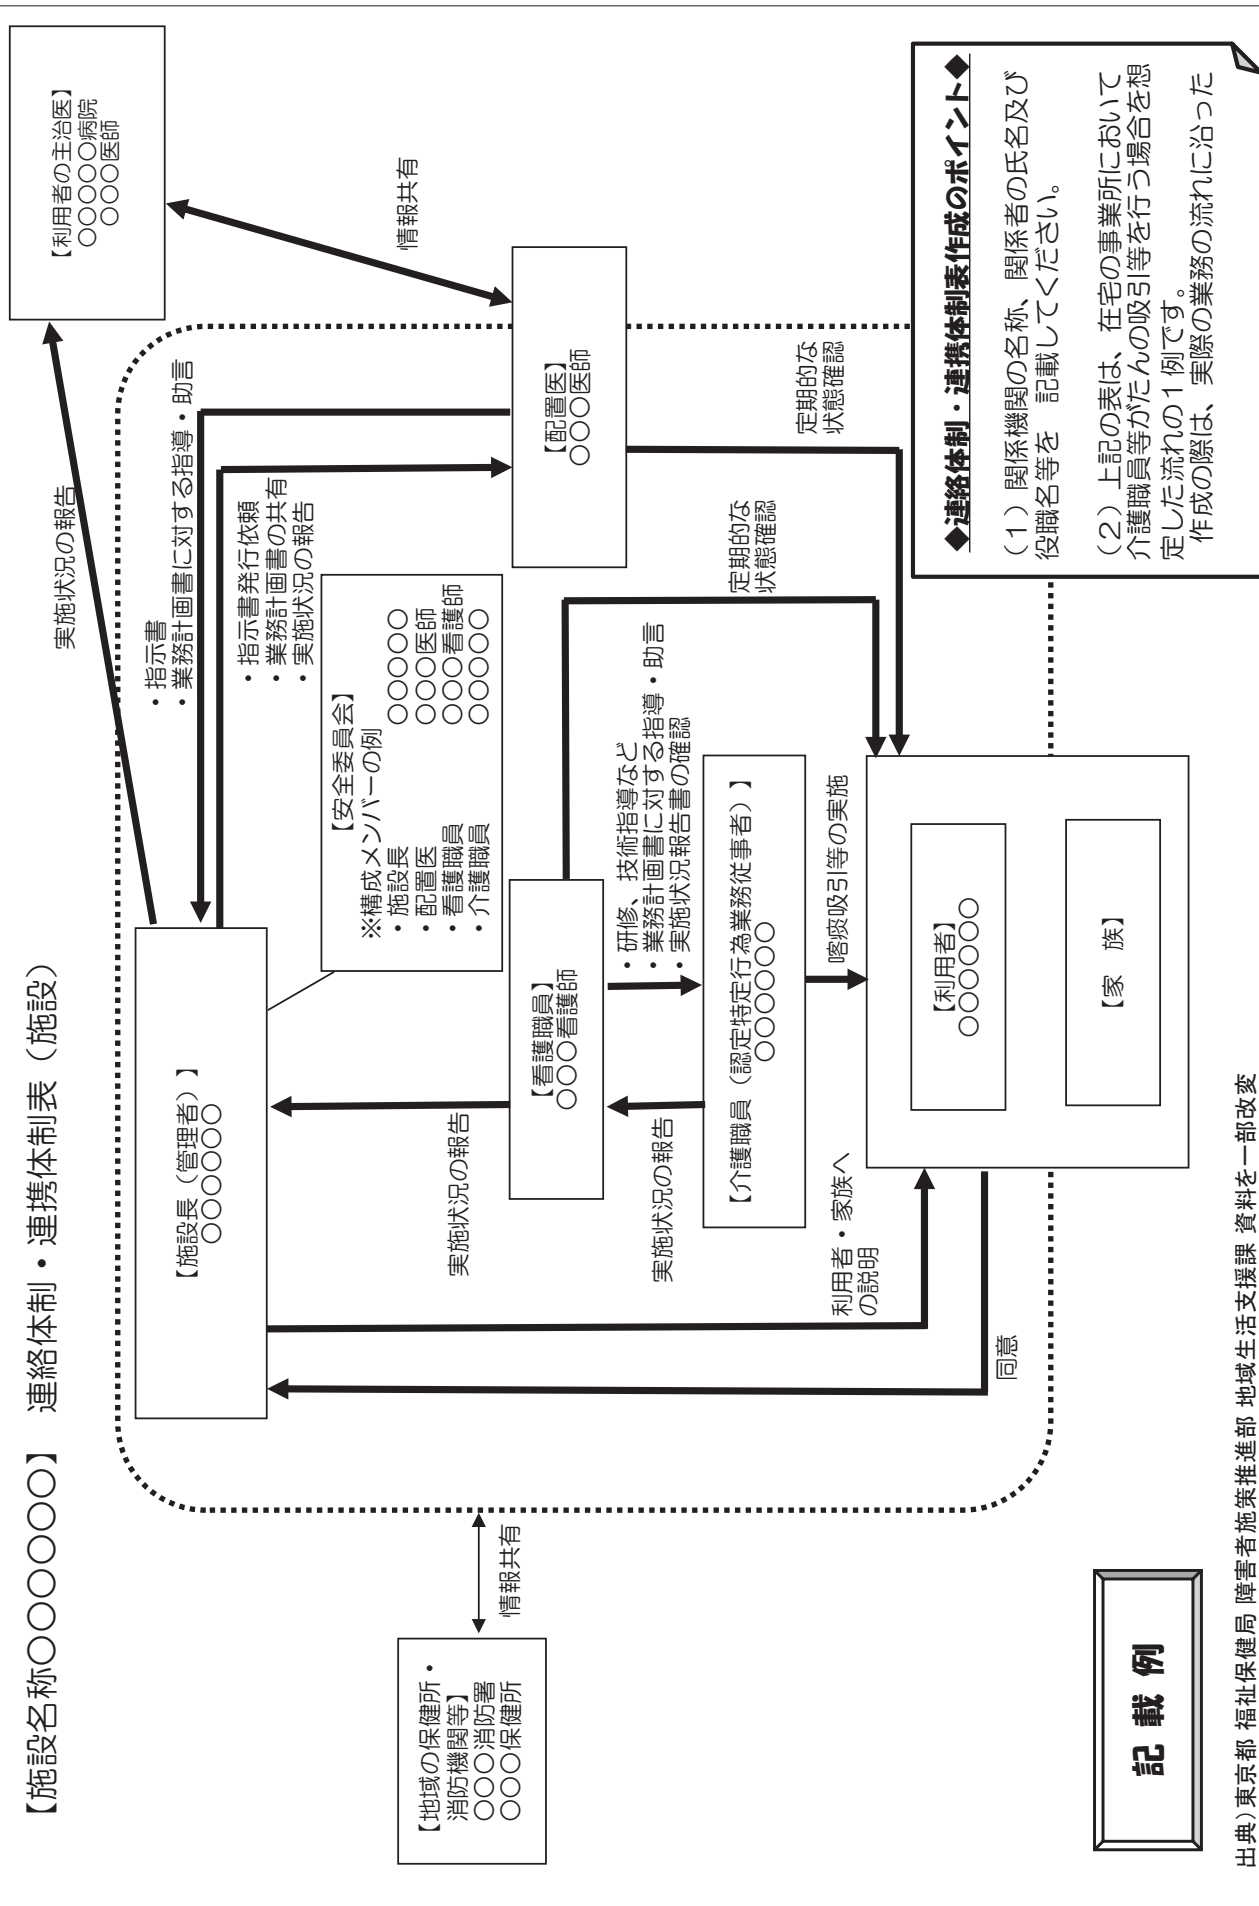 【施設名称○○○○○○○】　連絡体制・連携体制表（施設）
【利用者の主治医】
○○○○○病院
○○○医師
実施状況の報告
情報共有
・指示書
・業務計画書に対する指導・助言
・指示書発行依頼
・業務計画書の共有
・実施状況の報告
【施設長（管理者）】
○○○○○○○
【安全委員会】
※構成メンバーの例
・施設長　○○○○○
・配置医　○○○医師
・看護職員　○○○看護師
・介護職員　○○○○○
【配置医】
○○○医師
定期的な
状態確認
定期的な
状態確認
実施状況の報告
【看護職員】
○○○看護師
・研修、技術指導など
・業務計画書に対する指導・助言
・実施状況報告書の確認
実施状況の報告
【介護職員（認定特定行為業務従事者）】
○○○○○○○
喀痰吸引等の実施
利用者・家族へ
の説明
同意
【利用者】
○○○○○○
【家　族】
【地域の保健所・
消防機関等】
○○○消防署
○○○保健所
情報共有
◆連絡体制・連携体制表作成のポイント◆
（１）関係機関の名称、関係者の氏名及び
役職名等を　記載してください。
（２）上記の表は、在宅の事業所において
介護職員等がたんの吸引等を行う場合を想
定した流れの１例です。
作成の際は、実際の業務の流れに沿った
記 載 例
出典）東京都 福祉保健局 障害者施策推進部 地域生活支援課 資料を一部改変